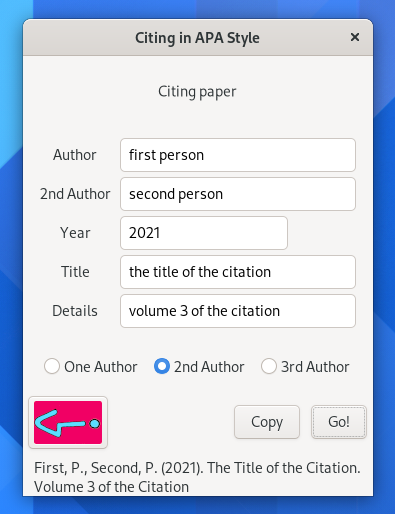 Citing in APA Style ×
Citing paper
Author first person
2nd Author second person
Year 2021
Title the title of the citation
Details volume 3 of the citation
One Author 2nd Author 3rd Author
Copy Go!
First, P., Second, P. (2021). The Title of the Citation.
Volume 3 of the Citation